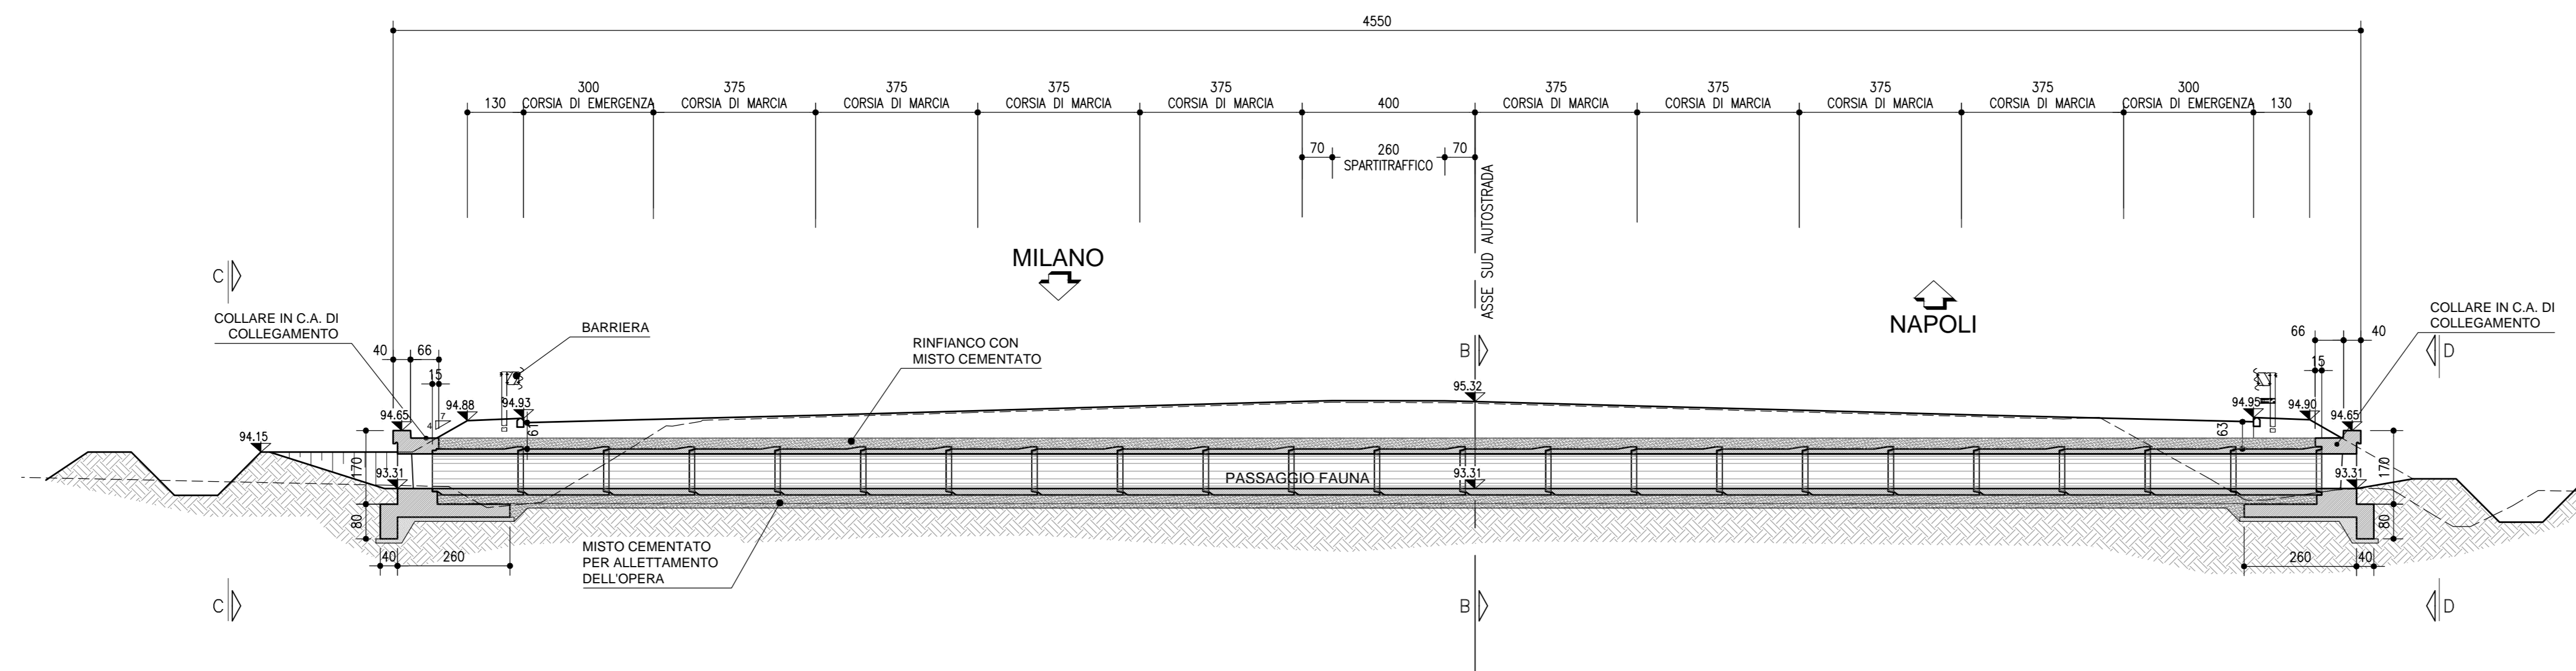 4550
300
375
375
375
375
375
375
375
375
300
130
CORSIA DI EMERGENZA
CORSIA DI MARCIA
CORSIA DI MARCIA
CORSIA DI MARCIA
CORSIA DI MARCIA
400
CORSIA DI MARCIA
CORSIA DI MARCIA
CORSIA DI MARCIA
CORSIA DI MARCIA
CORSIA DI EMERGENZA
130
70
260
70
SPARTITRAFFICO
ASSE SUD AUTOSTRADA
MILANO
NAPOLI
C
COLLARE IN C.A. DI
COLLEGAMENTO
BARRIERA
RINFIANCO CON
MISTO CEMENTATO
B
COLLARE IN C.A. DI
COLLEGAMENTO
D
40
66
15
66
40
15
94.65
94.88
7
4
94.93
95.32
94.95
94.90
94.65
94.15
61
63
170
93.31
PASSAGGIO FAUNA
93.31
93.31
170
80
80
40
260
MISTO CEMENTATO
PER ALLETTAMENTO
DELL'OPERA
260
40
C
B
D